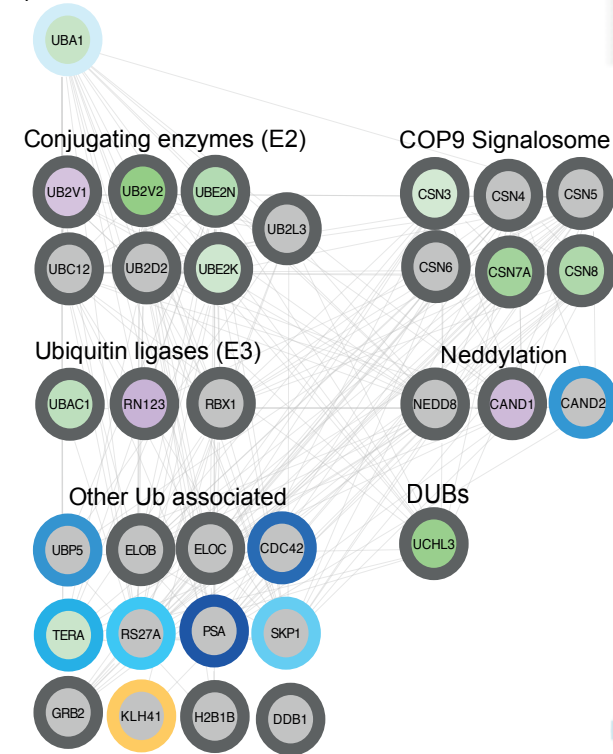 UBA1
Conjugating enzymes (E2)
COP9 Signalosome
UB2V1 UB2V2 UBE2N UB2L3
CSN3 CSN4 CSN5
UBC12 UB2D2 UBE2K
CSN6 CSN7A CSN8
Ubiquitin ligases (E3)
Neddylation
UBAC1 RN123 RBX1
NEDD8 CAND1 CAND2
Other Ub associated
DUBs
UBP5 ELOB ELOC CDC42
UCHL3
TERA RS27A PSA SKP1
GRB2 KLH41 H2B1B DDB1